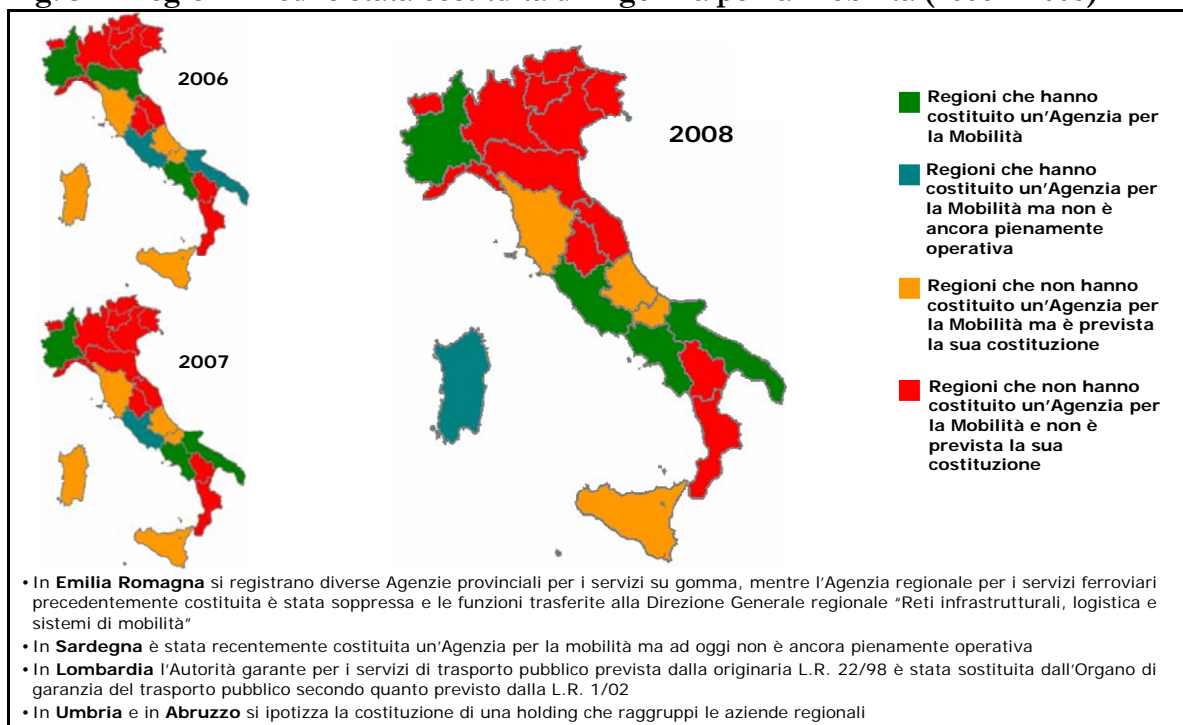 2006
2007
2008
Regioni che hanno
costituito un'Agenzia per
la Mobilità
Regioni che hanno
costituito un'Agenzia per
la Mobilità ma non è
ancora pienamente
operativa
Regioni che non hanno
costituito un'Agenzia per
la Mobilità ma è prevista
la sua costituzione
Regioni che non hanno
costituito un'Agenzia per
la Mobilità e non è
prevista la sua
costituzione
• In Emilia Romagna si registrano diverse Agenzie provinciali per i servizi su gomma, mentre l'Agenzia regionale per i servizi ferroviari
precedentemente costituita è stata soppressa e le funzioni trasferite alla Direzione Generale regionale "Reti infrastrutturali, logistica e
sistemi di mobilità"
• In Sardegna è stata recentemente costituita un'Agenzia per la mobilità ma ad oggi non è ancora pienamente operativa
• In Lombardia l'Autorità garante per i servizi di trasporto pubblico prevista dalla originaria L.R. 22/98 è stata sostituita dall'Organo di
garanzia del trasporto pubblico secondo quanto previsto dalla L.R. 1/02
• In Umbria e in Abruzzo si ipotizza la costituzione di una holding che raggruppi le aziende regionali